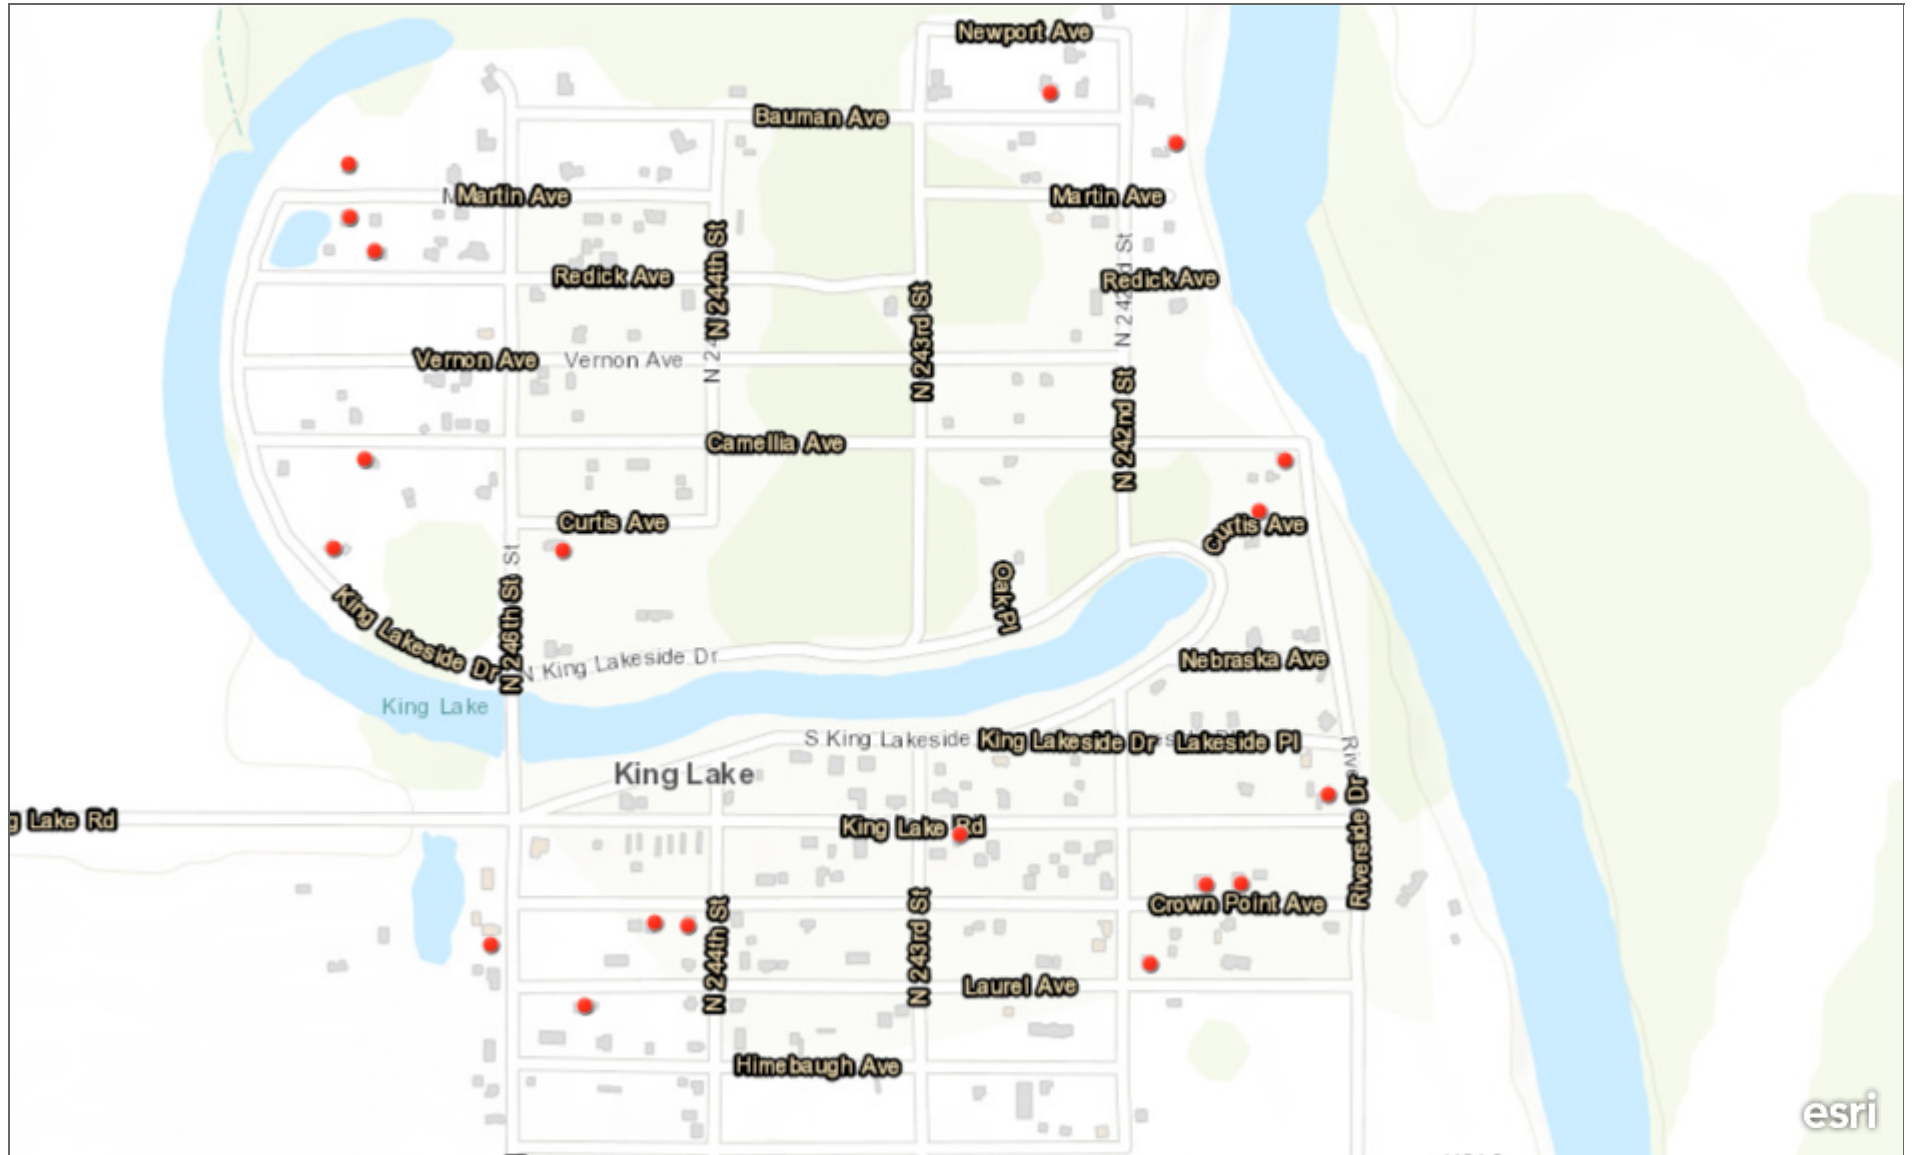 Newport Ave
Bauman Ave
Martin Ave
Martin Ave
N 244th St
Redick Ave
Redick Ave
N 242nd St
N 243rd St
Vernon Ave
Vernon Ave
N 242nd St
Camellia Ave
Curtis Ave
Curtis Ave
St
Oak Pl
N 246th St
King Lakeside Dr
N King Lakeside Dr
Nebraska Ave
King Lake
S King Lakeside
King Lakeside Dr
Lakeside Pl
King Lake
Riverside Dr
g Lake Rd
King Lake Rd
Crown Point Ave
N 244th St
N 243rd St
Laurel Ave
Himebaugh Ave
esri